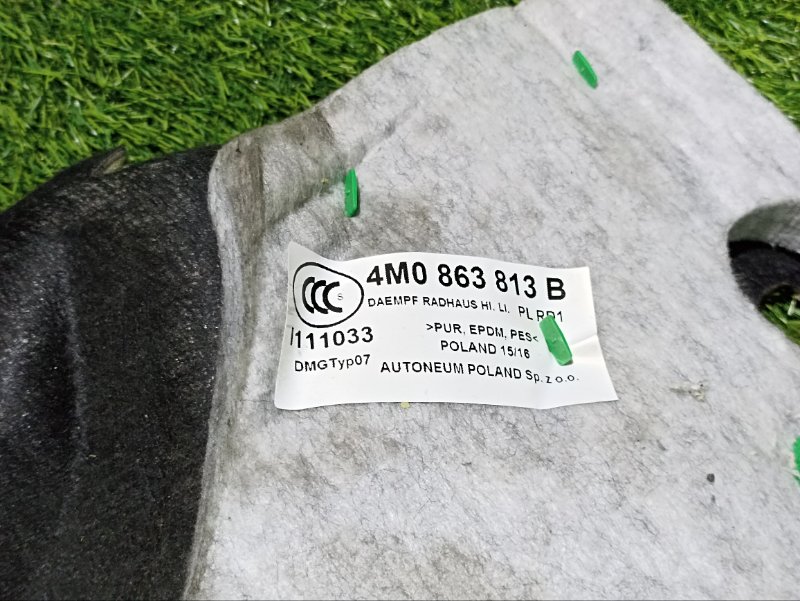 CCC S
4M0 863 813 B
DAEMPF RADHAUS HI. LI. PL RP1
111033
>PUR, EPDM, PES<
POLAND 15/16
DMGTyp07
AUTONEUM POLAND Sp. z o.o.